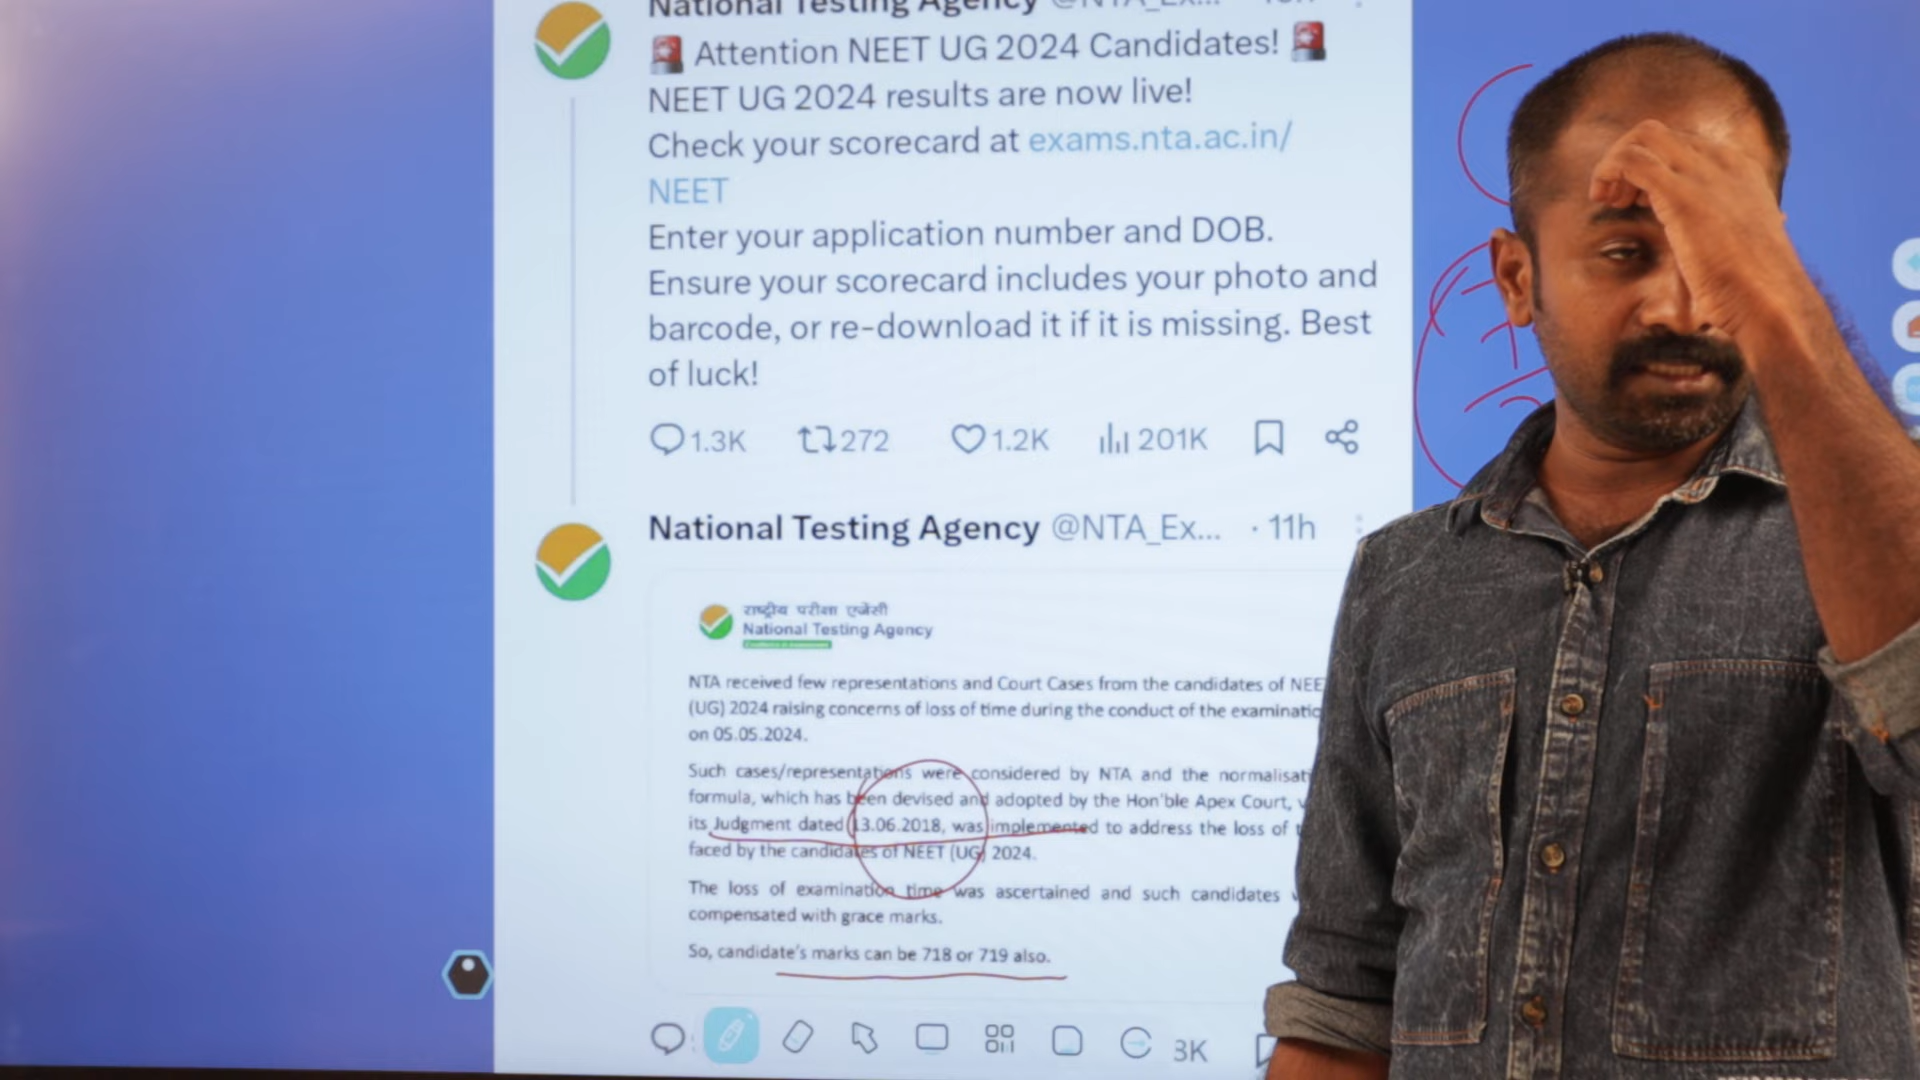 National Testing Agency @NTA_Ex...
Attention NEET UG 2024 Candidates!
NEET UG 2024 results are now live!
Check your scorecard at exams.nta.ac.in/
NEET
Enter your application number and DOB.
Ensure your scorecard includes your photo and
barcode, or re-download it if it is missing. Best
of luck!
1.3K 272 1.2K 201K
National Testing Agency @NTA_Ex... · 11h
राष्ट्रीय परीक्षा एजेंसी
National Testing Agency
NTA received few representations and Court Cases from the candidates of NEE
(UG) 2024 raising concerns of loss of time during the conduct of the examinatio
on 05.05.2024.
Such cases/representations were considered by NTA and the normalisati
formula, which has been devised and adopted by the Hon'ble Apex Court, v
its Judgment dated 13.06.2018, was implemented to address the loss of t
faced by the candidates of NEET (UG) 2024.
The loss of examination time was ascertained and such candidates w
compensated with grace marks.
So, candidate's marks can be 718 or 719 also.
3K